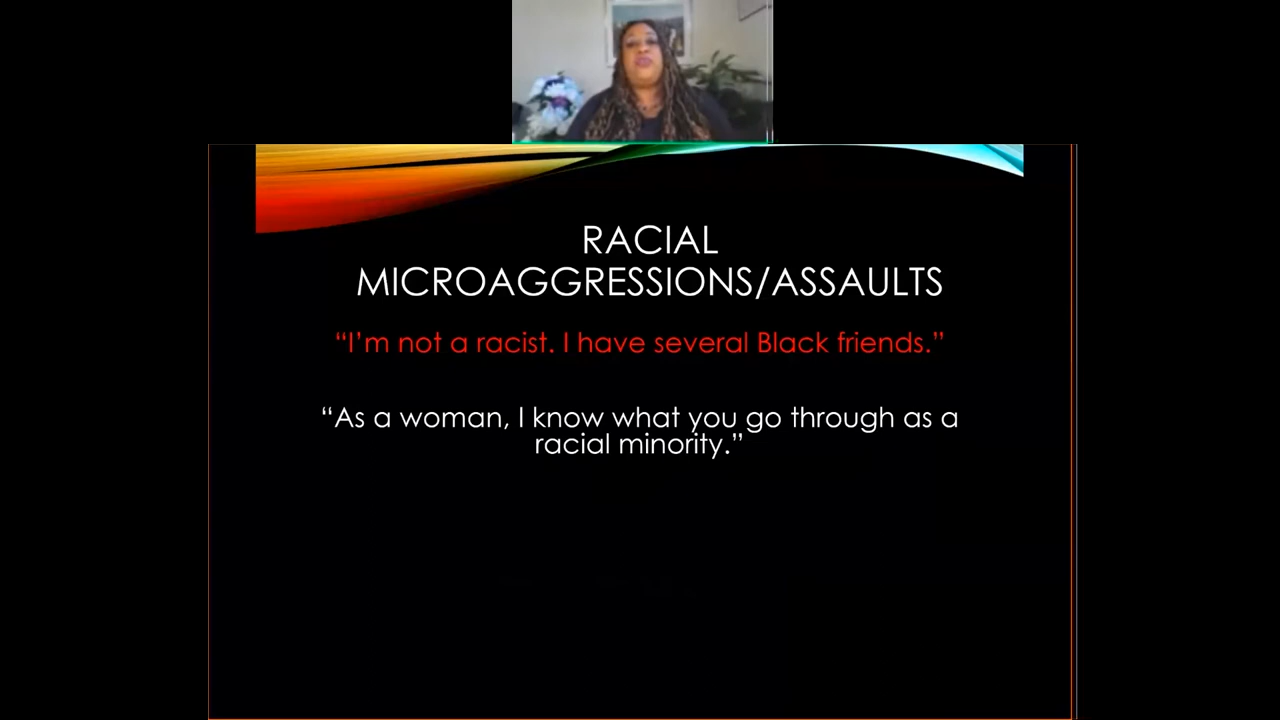 RACIAL
MICROAGGRESSIONS/ASSAULTS
“I’m not a racist. I have several Black friends.”
“As a woman, I know what you go through as a
racial minority.”